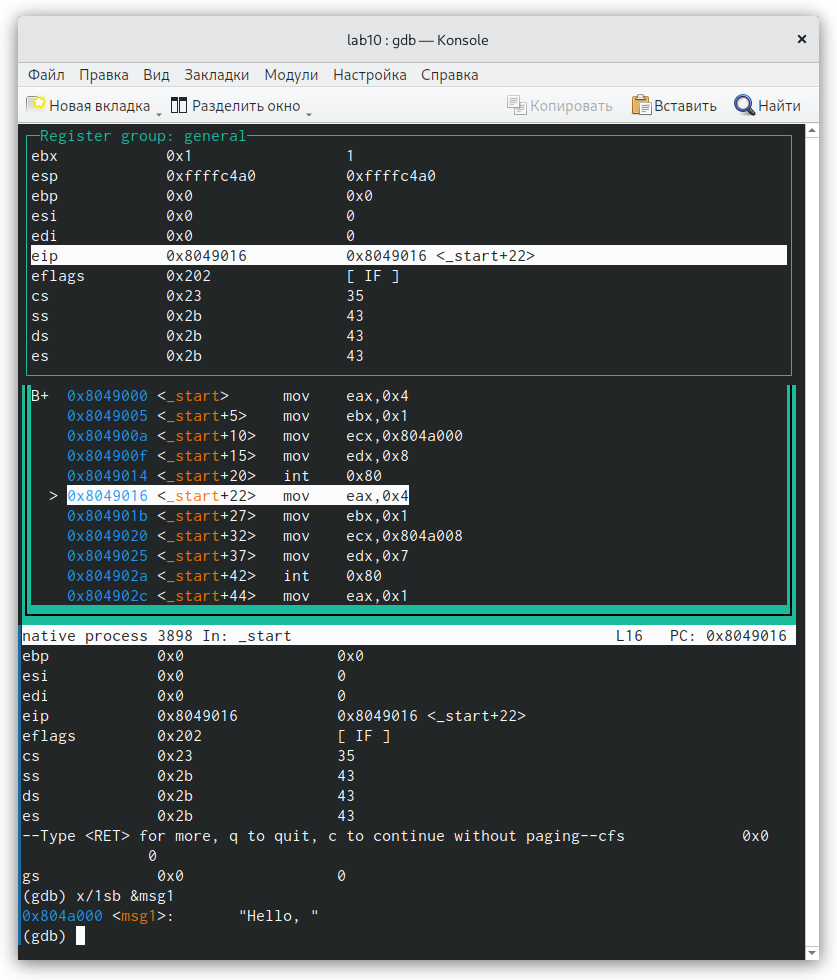 lab10 : gdb — Konsole
Файл Правка Вид Закладки Модули Настройка Справка
Новая вкладка Разделить окно Копировать Вставить Найти
Register group: general
ebx 0x1 1
esp 0xffffc4a0 0xffffc4a0
ebp 0x0 0x0
esi 0x0 0
edi 0x0 0
eip 0x8049016 0x8049016 <_start+22>
eflags 0x202 [ IF ]
cs 0x23 35
ss 0x2b 43
ds 0x2b 43
es 0x2b 43
B+ 0x8049000 <_start> mov eax,0x4
0x8049005 <_start+5> mov ebx,0x1
0x804900a <_start+10> mov ecx,0x804a000
0x804900f <_start+15> mov edx,0x8
0x8049014 <_start+20> int 0x80
> 0x8049016 <_start+22> mov eax,0x4
0x804901b <_start+27> mov ebx,0x1
0x8049020 <_start+32> mov ecx,0x804a008
0x8049025 <_start+37> mov edx,0x7
0x804902a <_start+42> int 0x80
0x804902c <_start+44> mov eax,0x1
native process 3898 In: _start L16 PC: 0x8049016
ebp 0x0 0x0
esi 0x0 0
edi 0x0 0
eip 0x8049016 0x8049016 <_start+22>
eflags 0x202 [ IF ]
cs 0x23 35
ss 0x2b 43
ds 0x2b 43
es 0x2b 43
--Type <RET> for more, q to quit, c to continue without paging--cfs 0x0
0
gs 0x0 0
(gdb) x/1sb &msg1
0x804a000 <msg1>: "Hello, "
(gdb)